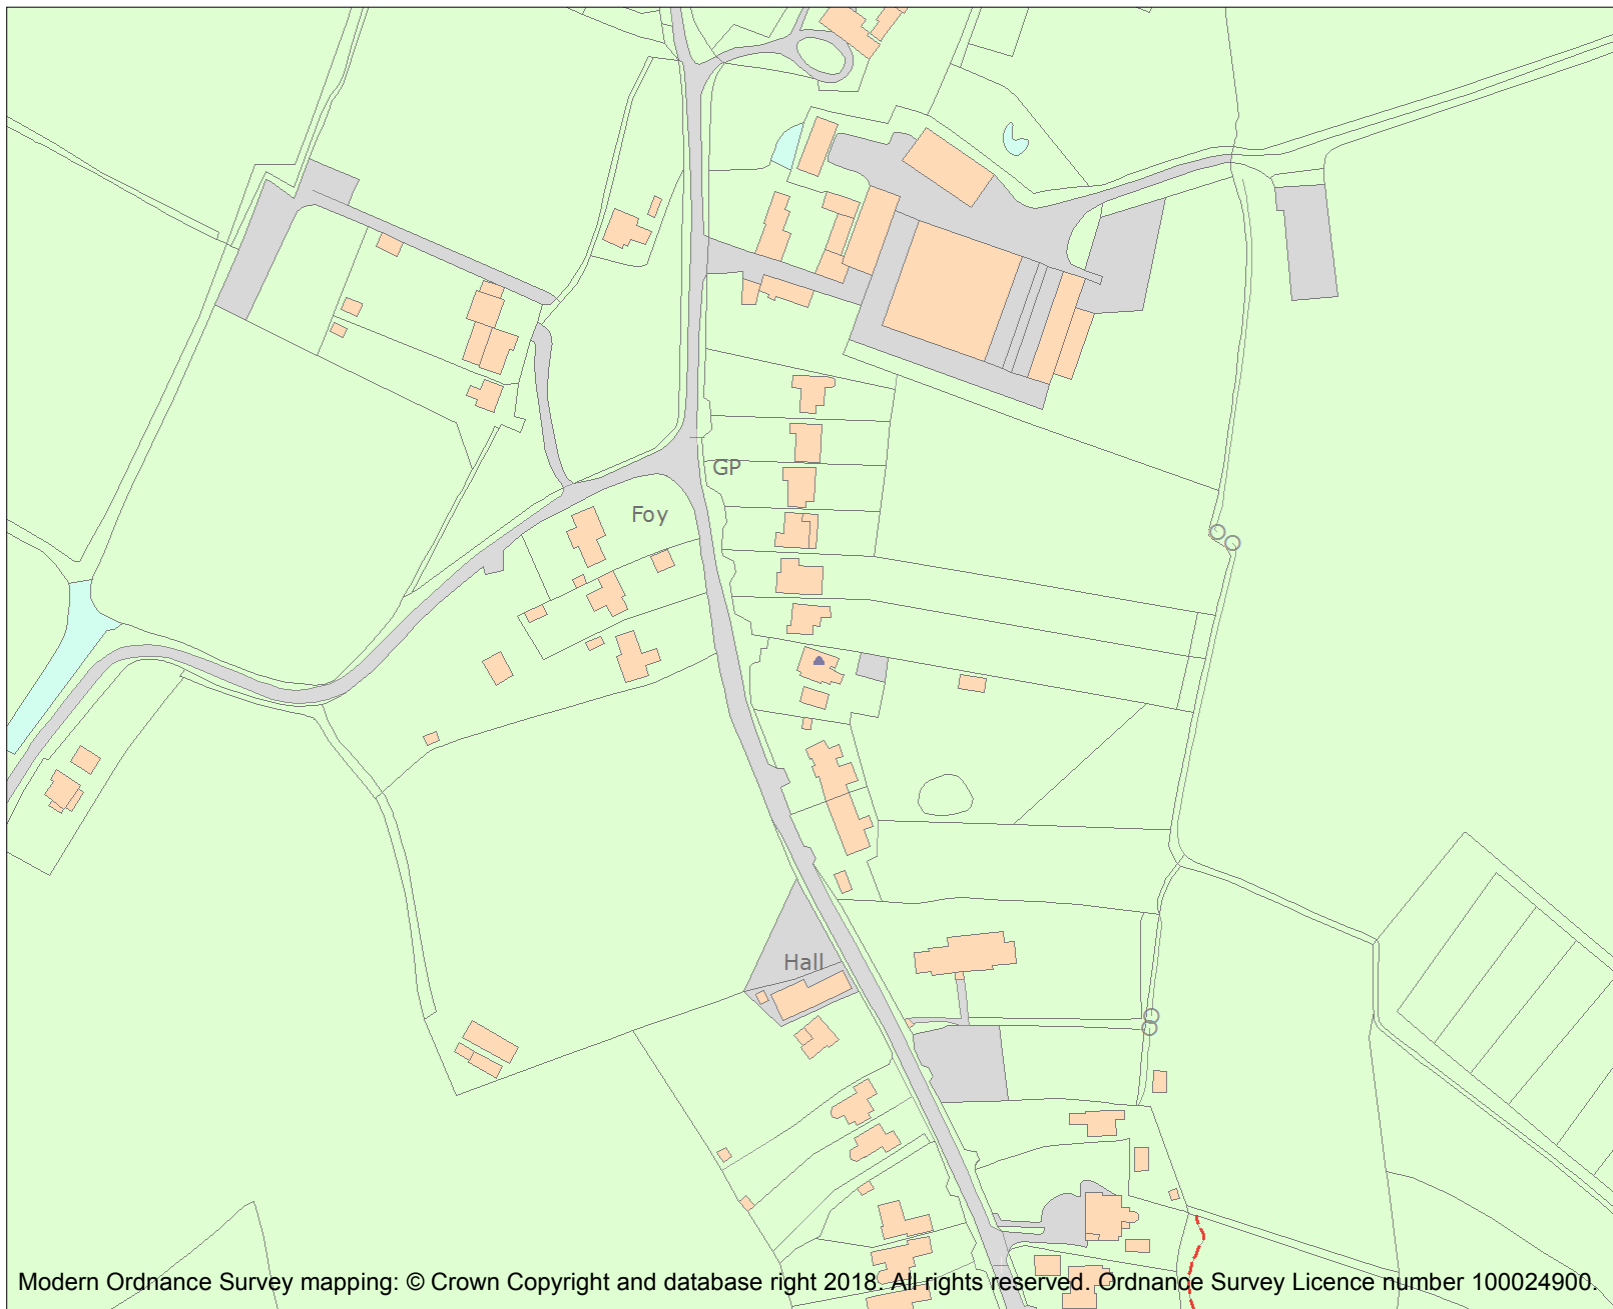 GP
Foy
Hall
Modern Ordnance Survey mapping: © Crown Copyright and database right 2018. All rights reserved. Ordnance Survey Licence number 100024900.